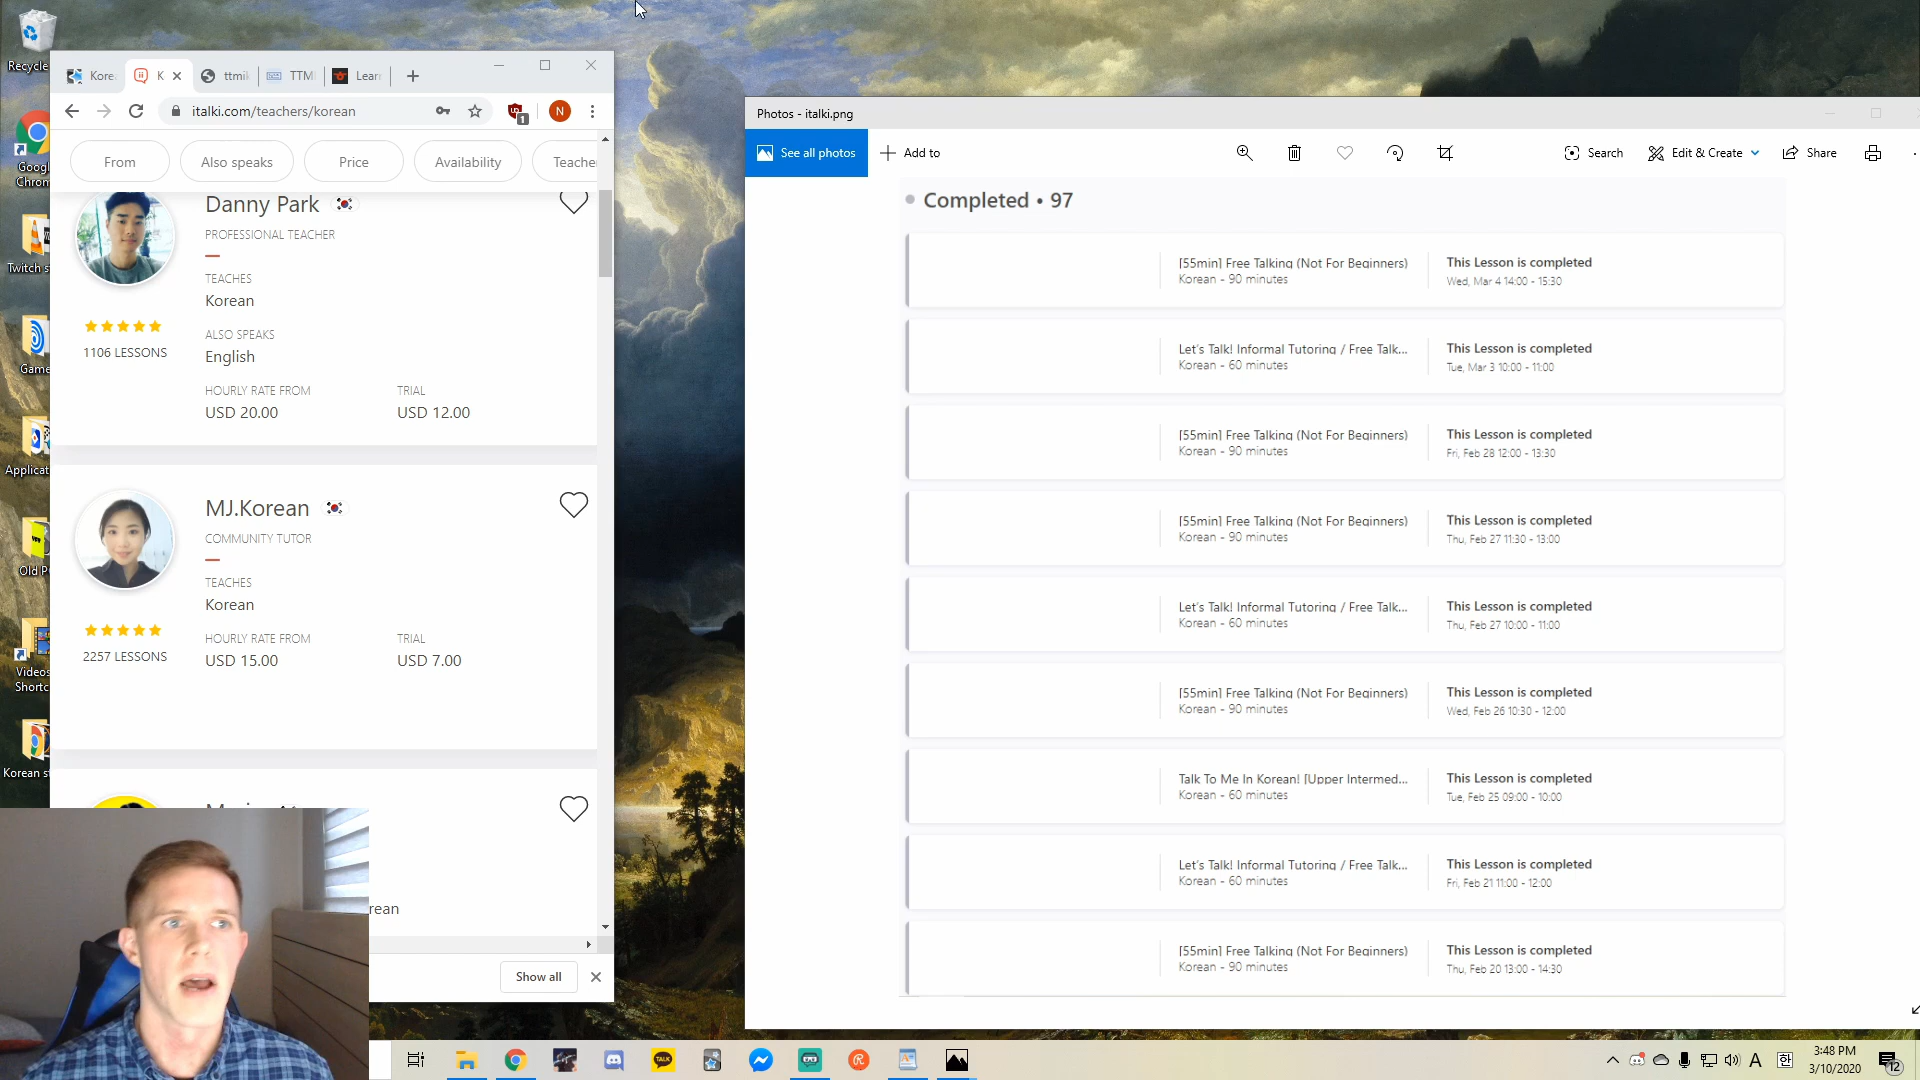 Recycle
Googl
Chrom
Twitch s
Game
Applicat
Old P
Videos
Shortc
Korean s
Kore
K
ttmi
TTMI
Lear
italki.com/teachers/korean
1
N
From
Also speaks
Price
Availability
Teache
Danny Park
PROFESSIONAL TEACHER
TEACHES
Korean
ALSO SPEAKS
1106 LESSONS
English
HOURLY RATE FROM
TRIAL
USD 20.00
USD 12.00
MJ.Korean
COMMUNITY TUTOR
TEACHES
Korean
HOURLY RATE FROM
TRIAL
2257 LESSONS
USD 15.00
USD 7.00
rean
Show all
Photos - italki.png
See all photos
Add to
Search
Edit & Create
Share
Completed • 97
[55min] Free Talking (Not For Beginners)
Korean - 90 minutes
This Lesson is completed
Wed, Mar 4 14:00 - 15:30
Let's Talk! Informal Tutoring / Free Talk...
Korean - 60 minutes
This Lesson is completed
Tue, Mar 3 10:00 - 11:00
[55min] Free Talking (Not For Beginners)
Korean - 90 minutes
This Lesson is completed
Fri, Feb 28 12:00 - 13:30
[55min] Free Talking (Not For Beginners)
Korean - 90 minutes
This Lesson is completed
Thu, Feb 27 11:30 - 13:00
Let's Talk! Informal Tutoring / Free Talk...
Korean - 60 minutes
This Lesson is completed
Thu, Feb 27 10:00 - 11:00
[55min] Free Talking (Not For Beginners)
Korean - 90 minutes
This Lesson is completed
Wed, Feb 26 10:30 - 12:00
Talk To Me In Korean! [Upper Intermed...
Korean - 60 minutes
This Lesson is completed
Tue, Feb 25 09:00 - 10:00
Let's Talk! Informal Tutoring / Free Talk...
Korean - 60 minutes
This Lesson is completed
Fri, Feb 21 11:00 - 12:00
[55min] Free Talking (Not For Beginners)
Korean - 90 minutes
This Lesson is completed
Thu, Feb 20 13:00 - 14:30
TALK
A
한
3:48 PM
3/10/2020
12